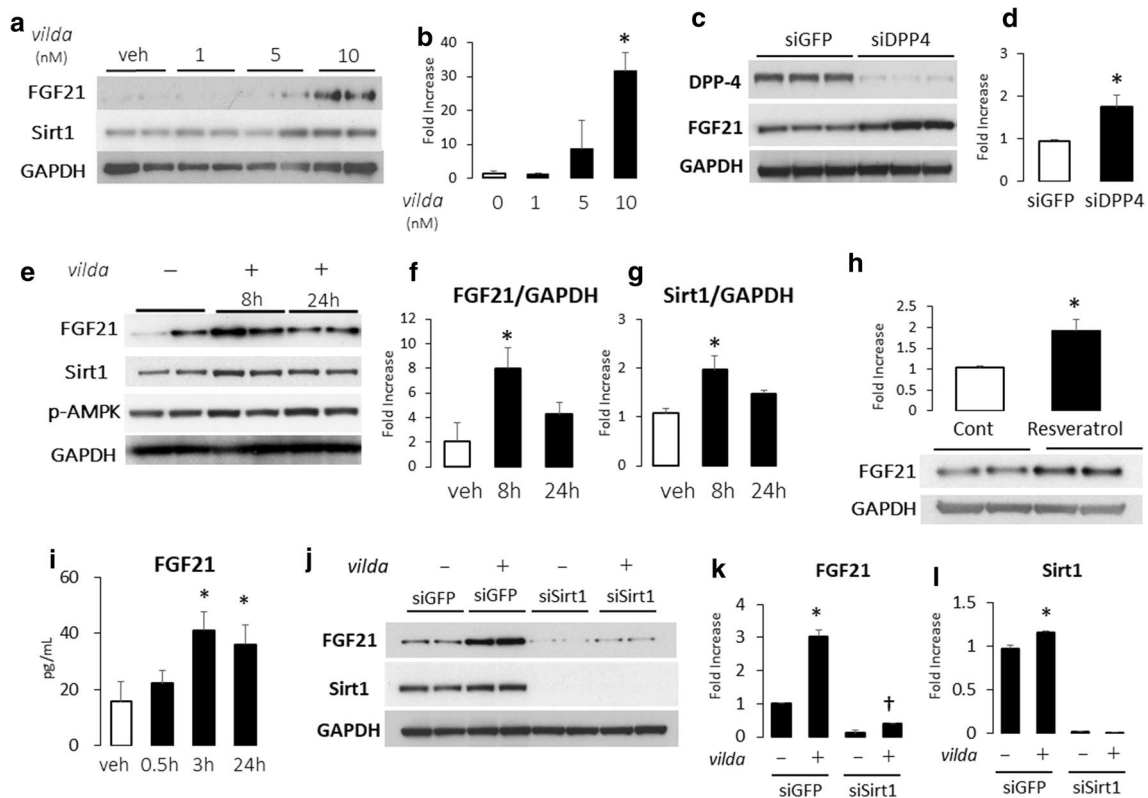 a
vilda
(nM)
veh 1 5 10
FGF21
Sirt1
GAPDH
b
*
Fold Increase
40
30
20
10
0
vilda
(nM)
0 1 5 10
c
siGFP siDPP4
DPP-4
FGF21
GAPDH
d
*
Fold Increase
3
2
1
0
siGFP siDPP4
e
vilda – + +
8h 24h
FGF21
Sirt1
p-AMPK
GAPDH
f
FGF21/GAPDH
*
Fold Increase
12
10
8
6
4
2
0
veh 8h 24h
g
Sirt1/GAPDH
*
Fold Increase
3
2
1
0
veh 8h 24h
h
*
Fold Increase
2.5
2
1.5
1
0.5
0
Cont Resveratrol
FGF21
GAPDH
i
FGF21
* *
pg/mL
60
40
20
0
veh 0.5h 3h 24h
j
vilda – + – +
siGFP siGFP siSirt1 siSirt1
FGF21
Sirt1
GAPDH
k
FGF21
*
†
Fold Increase
4
3
2
1
0
vilda – + – +
siGFP siSirt1
l
Sirt1
*
Fold Increase
1.5
1
0.5
0
vilda – + – +
siGFP siSirt1